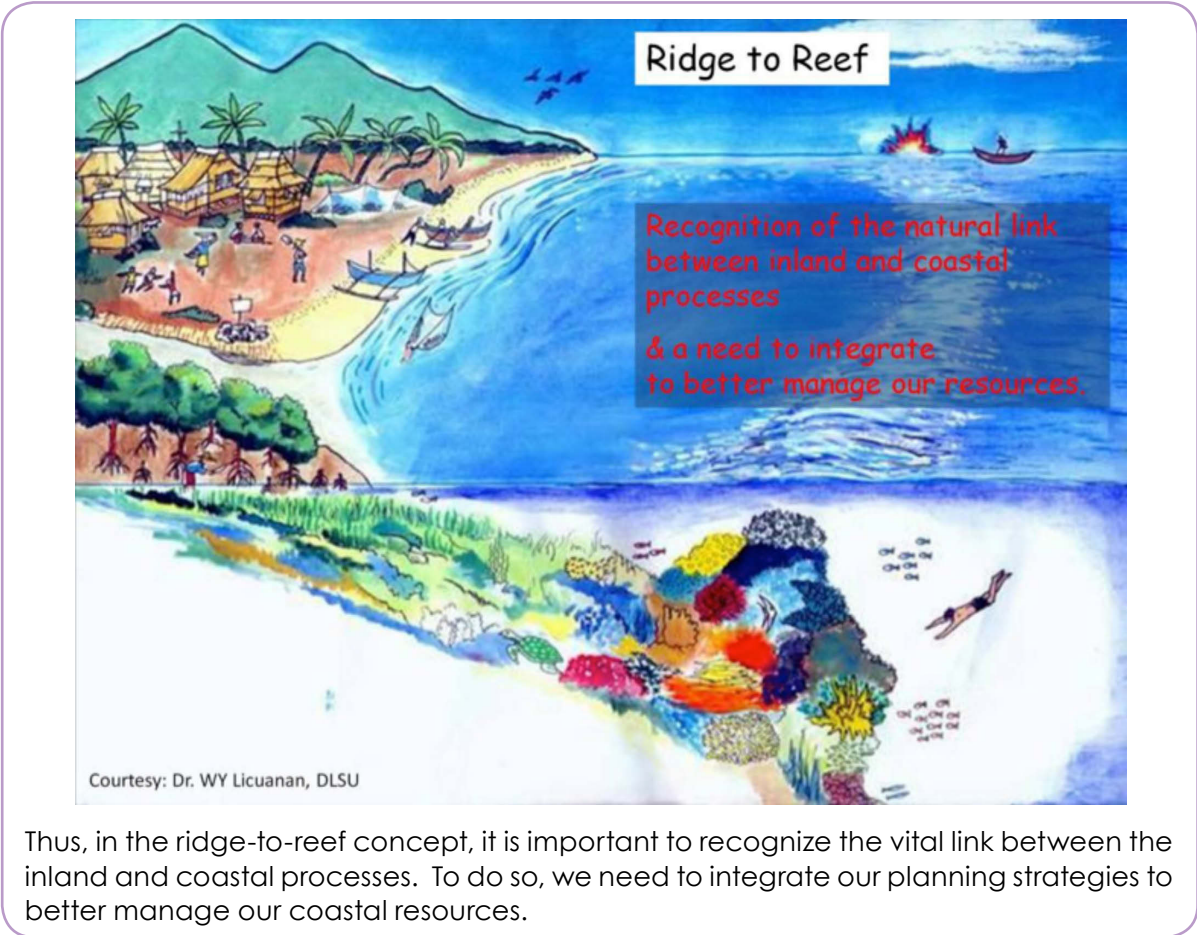 Ridge to Reef
Recognition of the natural link
between inland and coastal
processes
& a need to integrate
to better manage our resources.
Courtesy: Dr. WY Licuanan, DLSU
Thus, in the ridge-to-reef concept, it is important to recognize the vital link between the
inland and coastal processes. To do so, we need to integrate our planning strategies to
better manage our coastal resources.